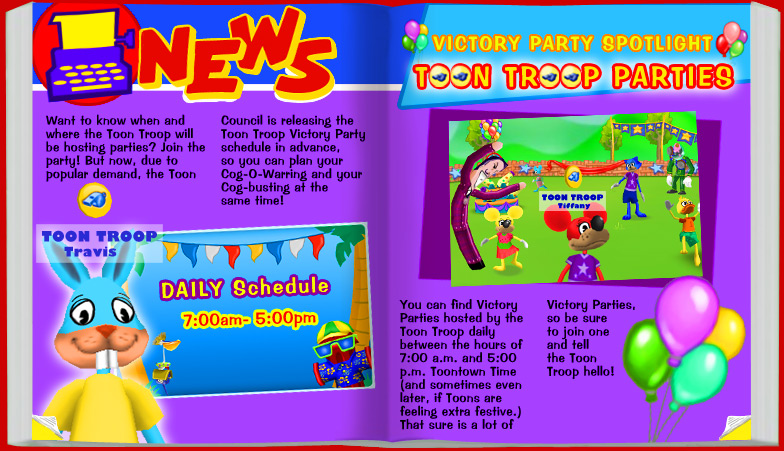 NEWS
Want to know when and
where the Toon Troop will
be hosting parties? Join the
party! But now, due to
popular demand, the Toon
Council is releasing the
Toon Troop Victory Party
schedule in advance,
so you can plan your
Cog-O-Warring and your
Cog-busting at the
same time!
TOON TROOP
Travis
DAILY Schedule
7:00am- 5:00pm
VICTORY PARTY SPOTLIGHT
TOON TROOP PARTIES
TOON TROOP
Tiffany
You can find Victory
Parties hosted by the
Toon Troop daily
between the hours of
7:00 a.m. and 5:00
p.m. Toontown Time
(and sometimes even
later, if Toons are
feeling extra festive.)
That sure is a lot of
Victory Parties,
so be sure
to join one
and tell
the Toon
Troop hello!